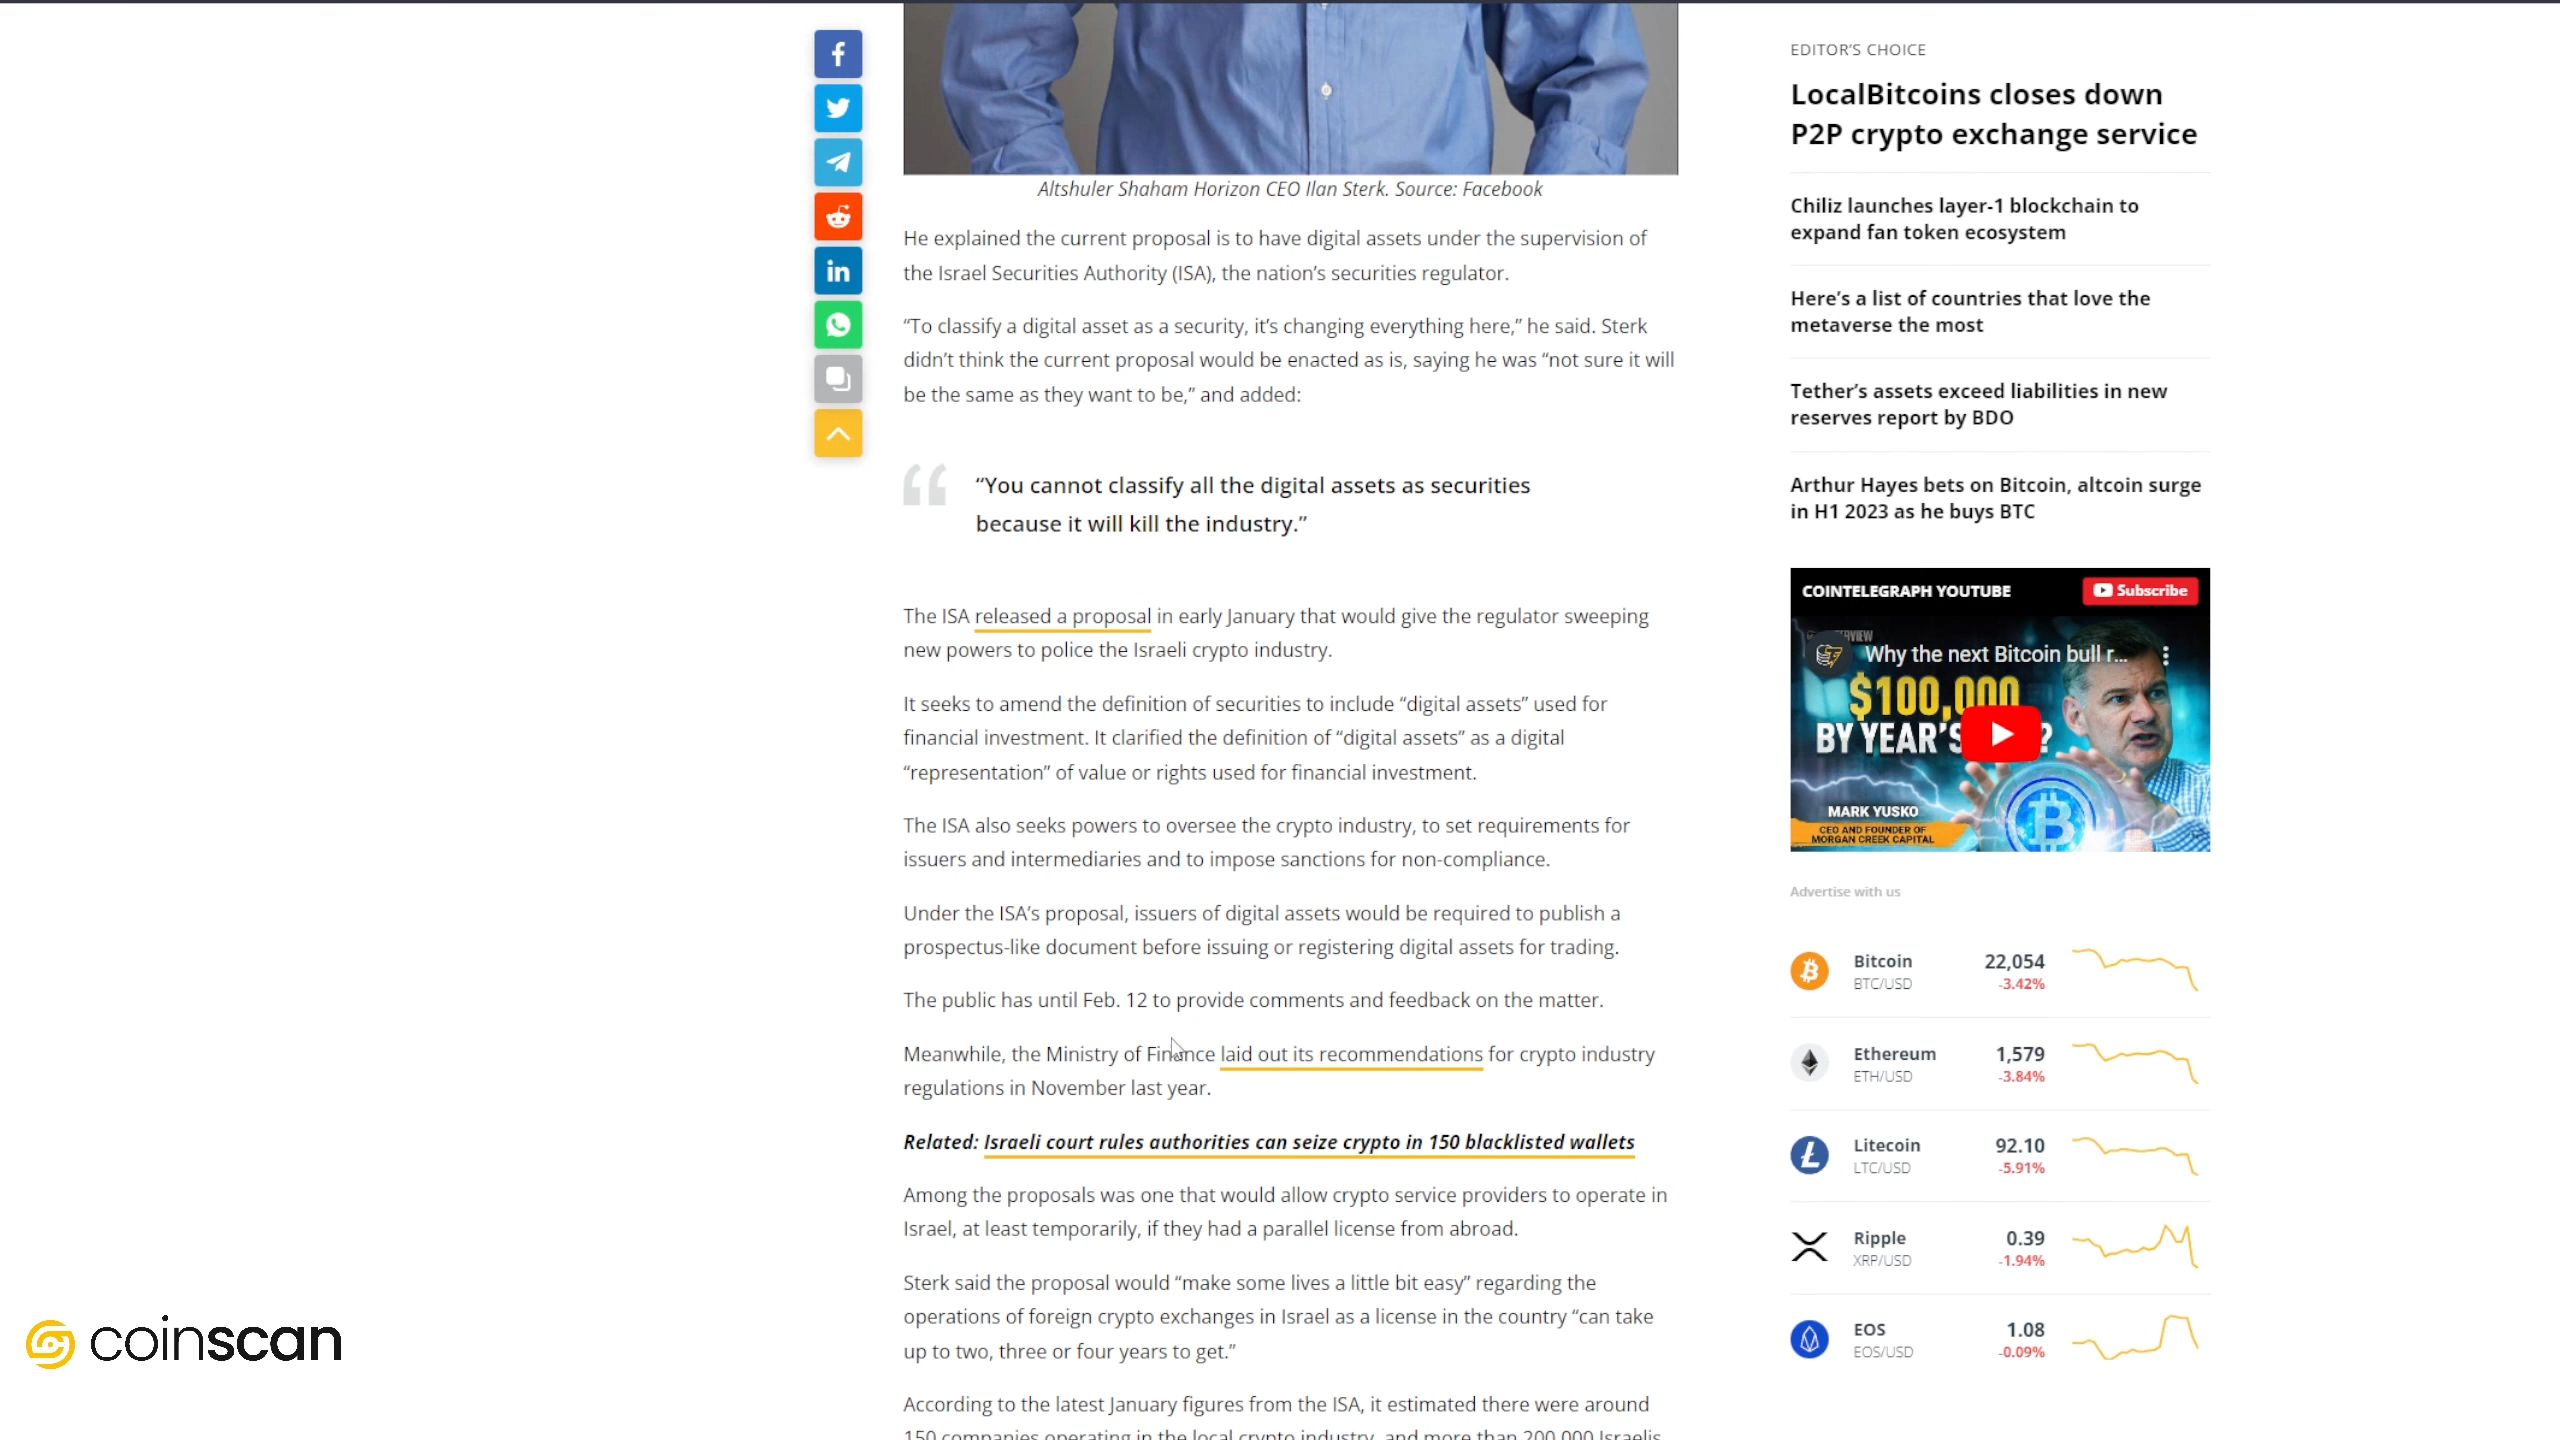 Altshuler Shaham Horizon CEO Ilan Sterk. Source: Facebook
He explained the current proposal is to have digital assets under the supervision of
the Israel Securities Authority (ISA), the nation’s securities regulator.
“To classify a digital asset as a security, it’s changing everything here,” he said. Sterk
didn’t think the current proposal would be enacted as is, saying he was “not sure it will
be the same as they want to be,” and added:
“You cannot classify all the digital assets as securities
because it will kill the industry.”
The ISA released a proposal in early January that would give the regulator sweeping
new powers to police the Israeli crypto industry.
It seeks to amend the definition of securities to include “digital assets” used for
financial investment. It clarified the definition of “digital assets” as a digital
“representation” of value or rights used for financial investment.
The ISA also seeks powers to oversee the crypto industry, to set requirements for
issuers and intermediaries and to impose sanctions for non-compliance.
Under the ISA’s proposal, issuers of digital assets would be required to publish a
prospectus-like document before issuing or registering digital assets for trading.
The public has until Feb. 12 to provide comments and feedback on the matter.
Meanwhile, the Ministry of Finance laid out its recommendations for crypto industry
regulations in November last year.
Related: Israeli court rules authorities can seize crypto in 150 blacklisted wallets
Among the proposals was one that would allow crypto service providers to operate in
Israel, at least temporarily, if they had a parallel license from abroad.
Sterk said the proposal would “make some lives a little bit easy” regarding the
operations of foreign crypto exchanges in Israel as a license in the country “can take
up to two, three or four years to get.”
According to the latest January figures from the ISA, it estimated there were around
150 companies operating in the local crypto industry, and more than 200,000 Israelis
EDITOR’S CHOICE
LocalBitcoins closes down
P2P crypto exchange service
Chiliz launches layer-1 blockchain to
expand fan token ecosystem
Here’s a list of countries that love the
metaverse the most
Tether’s assets exceed liabilities in new
reserves report by BDO
Arthur Hayes bets on Bitcoin, altcoin surge
in H1 2023 as he buys BTC
COINTELEGRAPH YOUTUBE
Subscribe
Why the next Bitcoin bull r...
$100,000
BY YEAR’S ?
MARK YUSKO
CEO AND FOUNDER OF
MORGAN CREEK CAPITAL
Advertise with us
Bitcoin 22,054
BTC/USD -3.42%
Ethereum 1,579
ETH/USD -3.84%
Litecoin 92.10
LTC/USD -5.91%
Ripple 0.39
XRP/USD -1.94%
EOS 1.08
EOS/USD -0.09%
coinscan